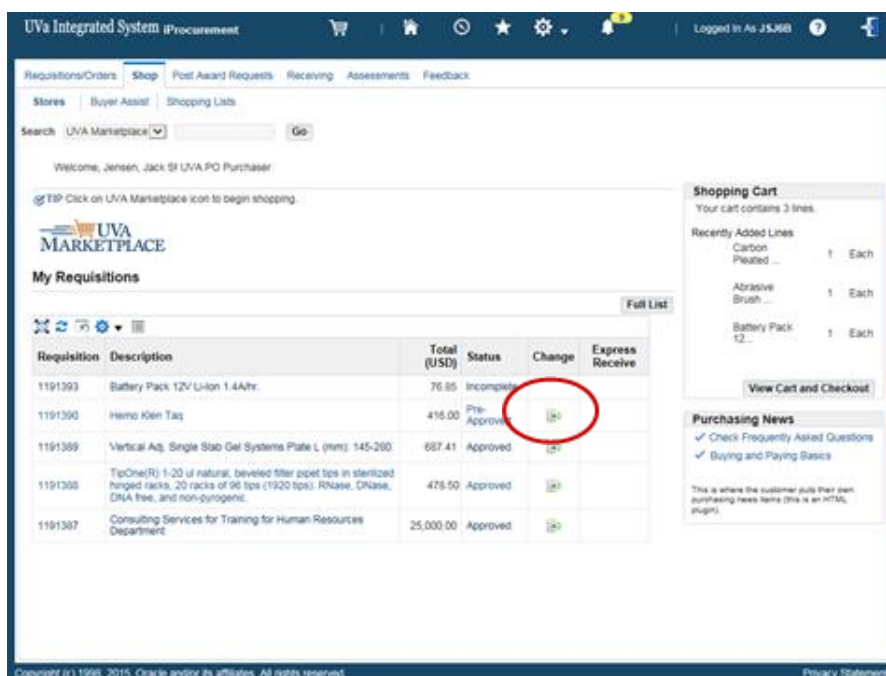 UVa Integrated System iProcurement
9
Logged In As JSJ6B
?
Requisitions/Orders Shop Post Award Requests Receiving Assessments Feedback
Stores Buyer Assist Shopping Lists
Search UVA Marketplace Go
Welcome, Jensen, Jack SI UVA PO Purchaser
TIP Click on UVA Marketplace icon to begin shopping.
UVA
MARKETPLACE
My Requisitions
Full List
Requisition Description Total (USD) Status Change Express Receive
1191393 Battery Pack 12V Li-Ion 1.4A/hr. 76.85 Incomplete
1191390 Hemo Klen Taq 416.00 Pre-Approved
1191389 Vertical Adj. Single Slab Gel Systems Plate L (mm): 145-280. 687.41 Approved
1191388 TipOne(R) 1-20 ul natural, beveled filter pipet tips in sterilized
hinged racks, 20 racks of 96 tips (1920 tips). RNase, DNase,
DNA free, and non-pyrogenic. 478.50 Approved
1191387 Consulting Services for Training for Human Resources
Department 25,000.00 Approved
Shopping Cart
Your cart contains 3 lines.
Recently Added Lines
Carbon
Pleated ... 1 Each
Abrasive
Brush ... 1 Each
Battery Pack
12... 1 Each
View Cart and Checkout
Purchasing News
Check Frequently Asked Questions
Buying and Paying Basics
This is where the customer puts their own
purchasing news items (this is an HTML
plugin).
Copyright (c) 1998, 2015, Oracle and/or its affiliates. All rights reserved.
Privacy Statement